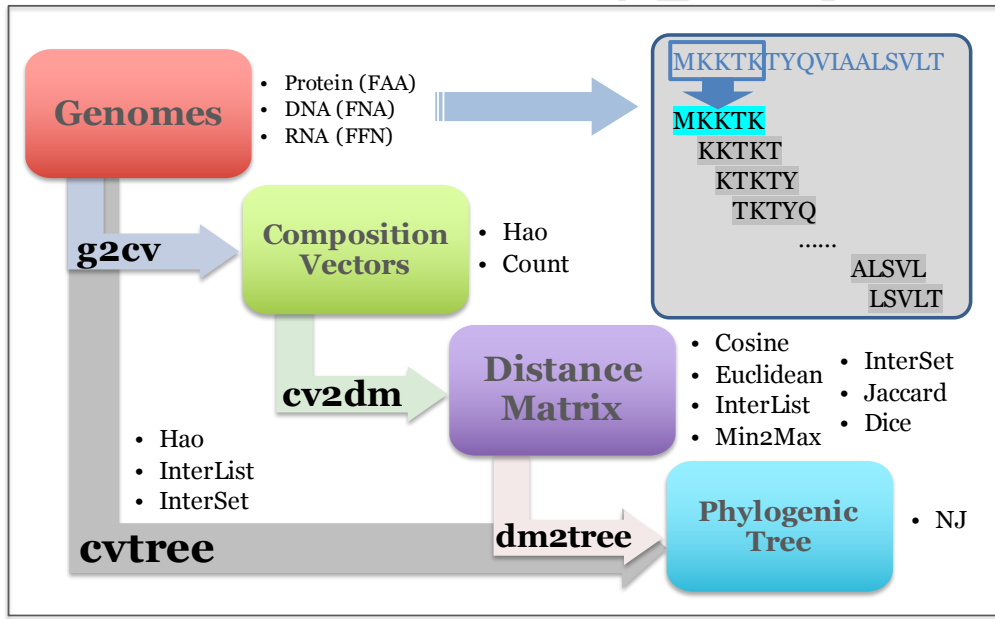 Genomes
• Protein (FAA)
• DNA (FNA)
• RNA (FFN)
MKKTKTYQVIAALSVLT
MKKTK
KKTKT
KTKTY
TKTYQ
......
ALSVL
LSVLT
g2cv
Composition
Vectors
• Hao
• Count
cv2dm
Distance
Matrix
• Cosine
• Euclidean
• InterList
• Min2Max
• InterSet
• Jaccard
• Dice
• Hao
• InterList
• InterSet
cvtree
dm2tree
Phylogenic
Tree
• NJ